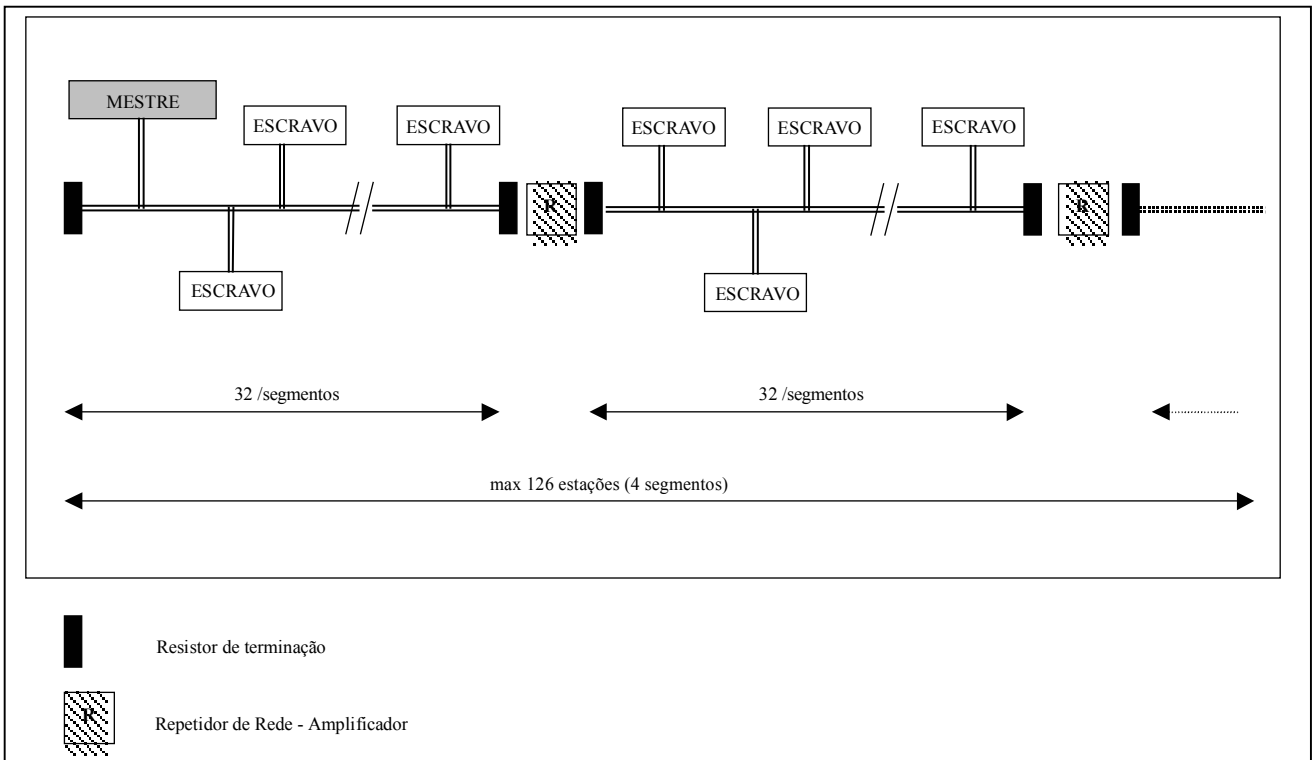 MESTRE
ESCRAVO
ESCRAVO
ESCRAVO
ESCRAVO
ESCRAVO
R
R
ESCRAVO
ESCRAVO
32 /segmentos
32 /segmentos
max 126 estações (4 segmentos)
Resistor de terminação
R
Repetidor de Rede - Amplificador